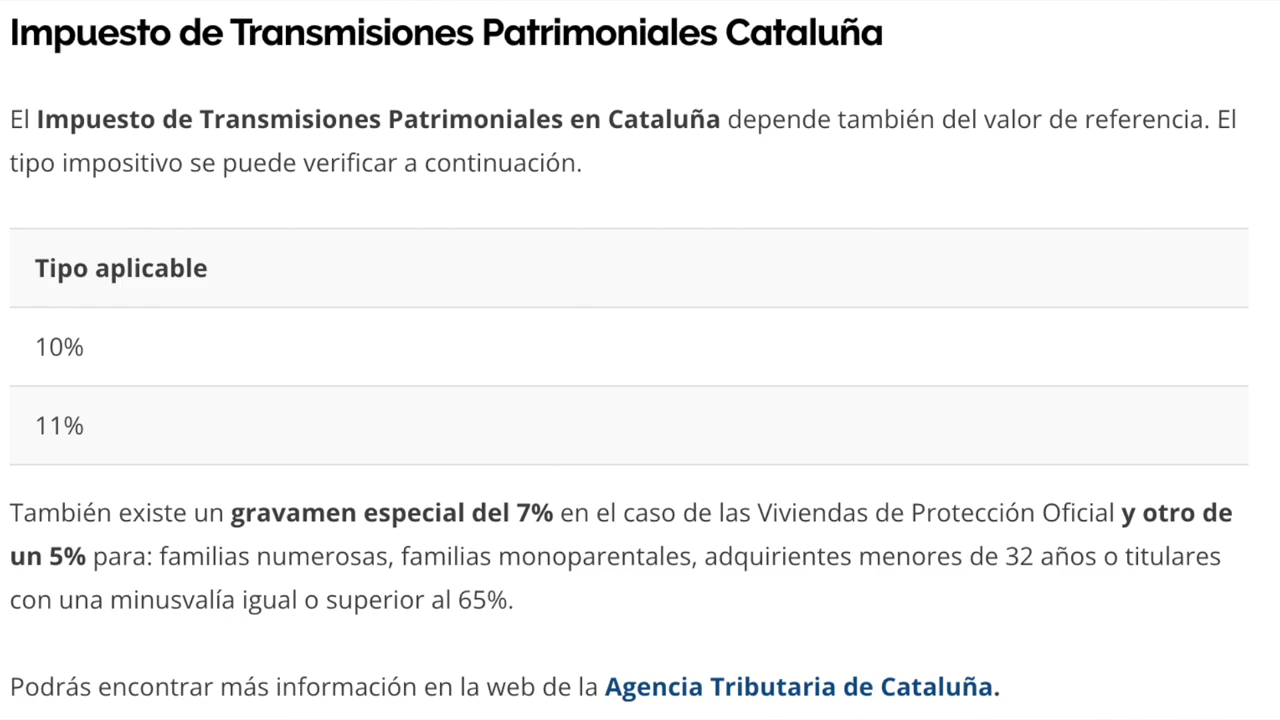 Impuesto de Transmisiones Patrimoniales Cataluña
El Impuesto de Transmisiones Patrimoniales en Cataluña depende también del valor de referencia. El
tipo impositivo se puede verificar a continuación.
Tipo aplicable
10%
11%
También existe un gravamen especial del 7% en el caso de las Viviendas de Protección Oficial y otro de
un 5% para: familias numerosas, familias monoparentales, adquirientes menores de 32 años o titulares
con una minusvalía igual o superior al 65%.
Podrás encontrar más información en la web de la Agencia Tributaria de Cataluña.